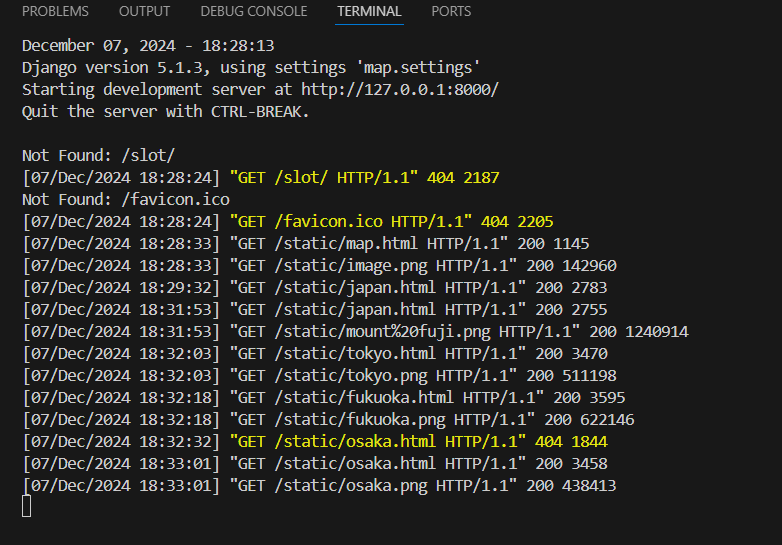 PROBLEMS OUTPUT DEBUG CONSOLE TERMINAL PORTS
December 07, 2024 - 18:28:13
Django version 5.1.3, using settings 'map.settings'
Starting development server at http://127.0.0.1:8000/
Quit the server with CTRL-BREAK.
Not Found: /slot/
[07/Dec/2024 18:28:24] "GET /slot/ HTTP/1.1" 404 2187
Not Found: /favicon.ico
[07/Dec/2024 18:28:24] "GET /favicon.ico HTTP/1.1" 404 2205
[07/Dec/2024 18:28:33] "GET /static/map.html HTTP/1.1" 200 1145
[07/Dec/2024 18:28:33] "GET /static/image.png HTTP/1.1" 200 142960
[07/Dec/2024 18:29:32] "GET /static/japan.html HTTP/1.1" 200 2783
[07/Dec/2024 18:31:53] "GET /static/japan.html HTTP/1.1" 200 2755
[07/Dec/2024 18:31:53] "GET /static/mount%20fuji.png HTTP/1.1" 200 1240914
[07/Dec/2024 18:32:03] "GET /static/tokyo.html HTTP/1.1" 200 3470
[07/Dec/2024 18:32:03] "GET /static/tokyo.png HTTP/1.1" 200 511198
[07/Dec/2024 18:32:18] "GET /static/fukuoka.html HTTP/1.1" 200 3595
[07/Dec/2024 18:32:18] "GET /static/fukuoka.png HTTP/1.1" 200 622146
[07/Dec/2024 18:32:32] "GET /static/osaka.html HTTP/1.1" 404 1844
[07/Dec/2024 18:33:01] "GET /static/osaka.html HTTP/1.1" 200 3458
[07/Dec/2024 18:33:01] "GET /static/osaka.png HTTP/1.1" 200 438413